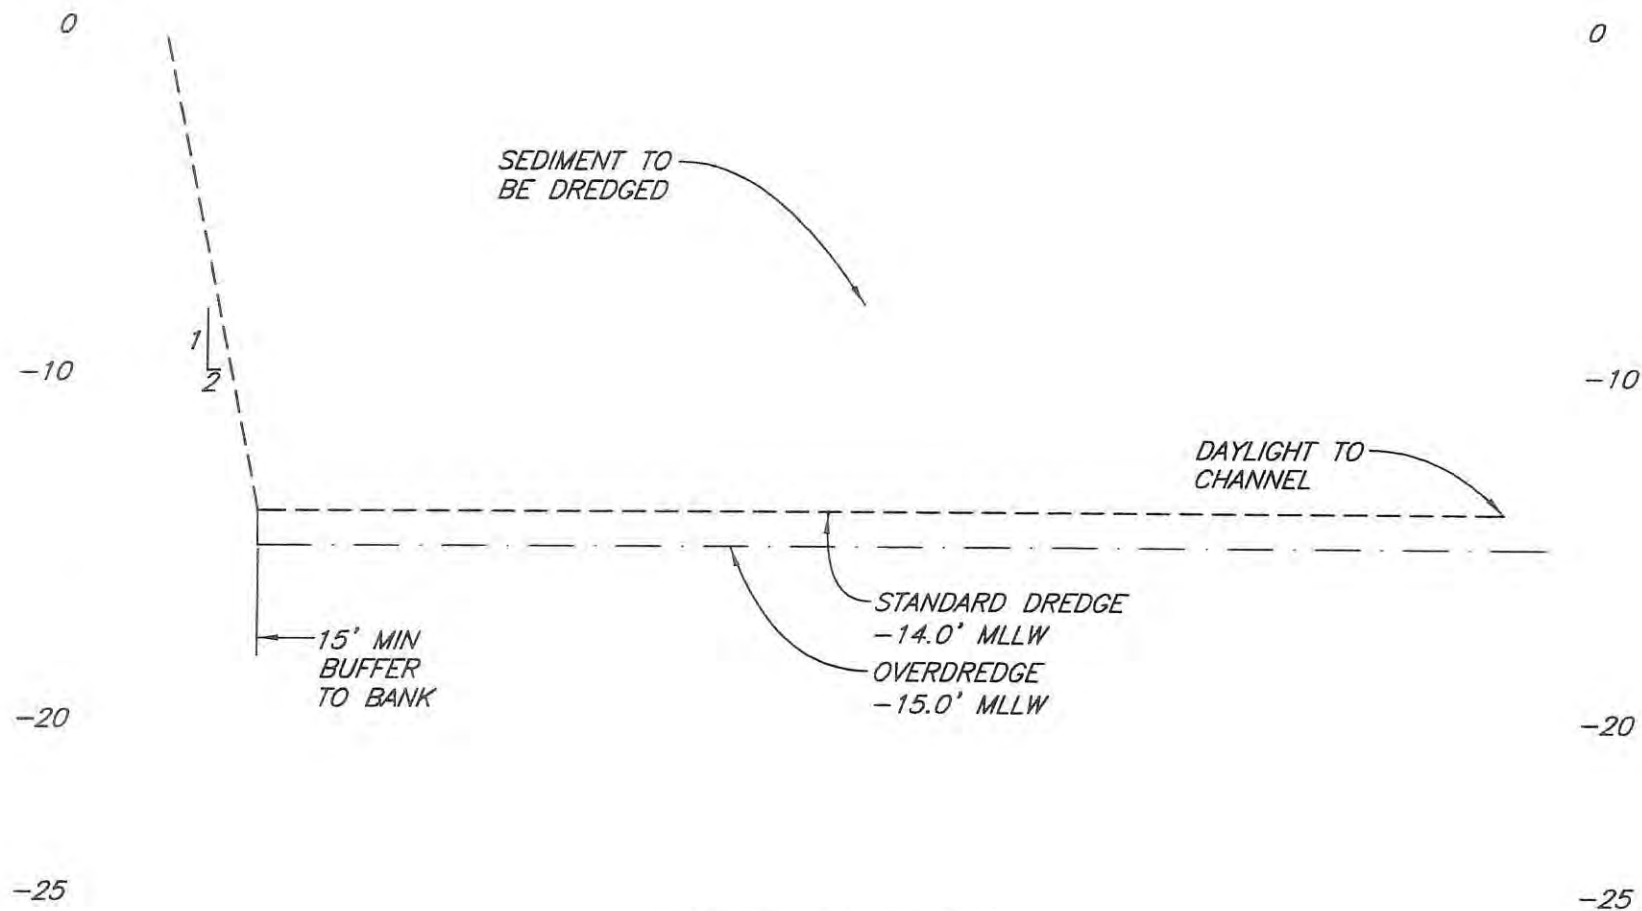 0
0
SEDIMENT TO
BE DREDGED
1
2
-10
-10
DAYLIGHT TO
CHANNEL
STANDARD DREDGE
-14.0' MLLW
15' MIN
BUFFER
TO BANK
OVERDREDGE
-15.0' MLLW
-20
-20
-25
-25